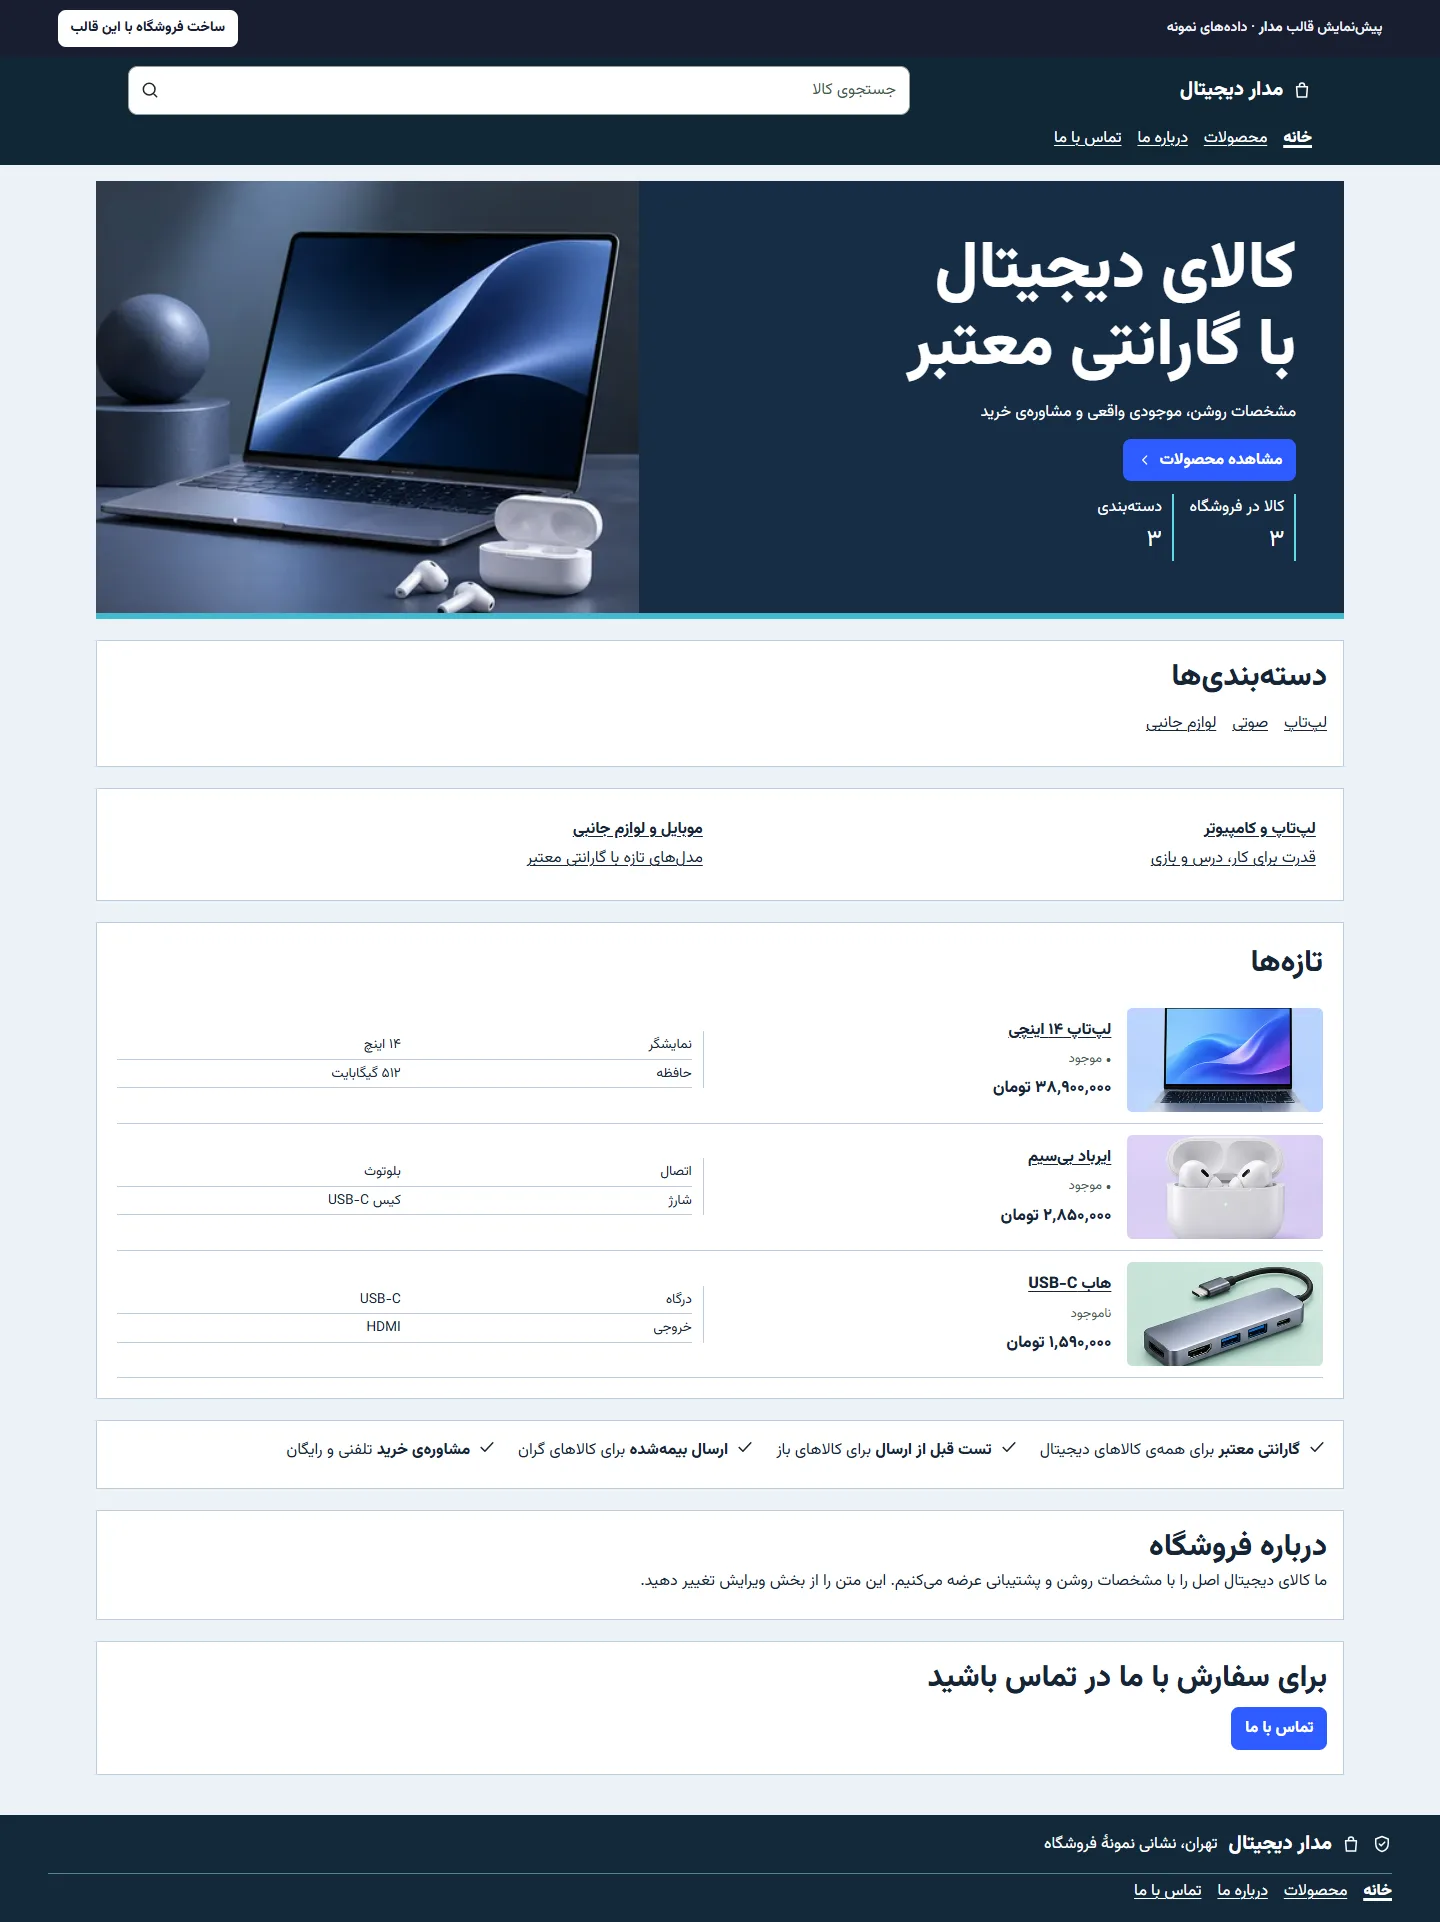 پیش‌نمایش قالب مدار · داده‌های نمونه
ساخت فروشگاه با این قالب
مدار دیجیتال
جستجوی کالا
خانه محصولات درباره ما تماس با ما
کالای دیجیتال
با گارانتی معتبر
مشخصات روشن، موجودی واقعی و مشاوره‌ی خرید
مشاهده محصولات
کالا در فروشگاه دسته‌بندی
۳ ۳
دسته‌بندی‌ها
لپ‌تاپ صوتی لوازم جانبی
لپ‌تاپ و کامپیوتر
قدرت برای کار، درس و بازی
موبایل و لوازم جانبی
مدل‌های تازه با گارانتی معتبر
تازه‌ها
لپ‌تاپ ۱۴ اینچی
• موجود
۳۸,۹۰۰,۰۰۰ تومان
نمایشگر ۱۴ اینچ
حافظه ۵۱۲ گیگابایت
ایرباد بی‌سیم
• موجود
۲,۸۵۰,۰۰۰ تومان
اتصال بلوتوث
شارژ کیس USB-C
هاب USB-C
ناموجود
۱,۵۹۰,۰۰۰ تومان
درگاه USB-C
خروجی HDMI
گارانتی معتبر برای همه‌ی کالاهای دیجیتال تست قبل از ارسال برای کالاهای باز ارسال بیمه‌شده برای کالاهای گران مشاوره‌ی خرید تلفنی و رایگان
درباره فروشگاه
ما کالای دیجیتال اصل را با مشخصات روشن و پشتیبانی عرضه می‌کنیم. این متن را از بخش ویرایش تغییر دهید.
برای سفارش با ما در تماس باشید
تماس با ما
مدار دیجیتال تهران، نشانی نمونهٔ فروشگاه
خانه محصولات درباره ما تماس با ما